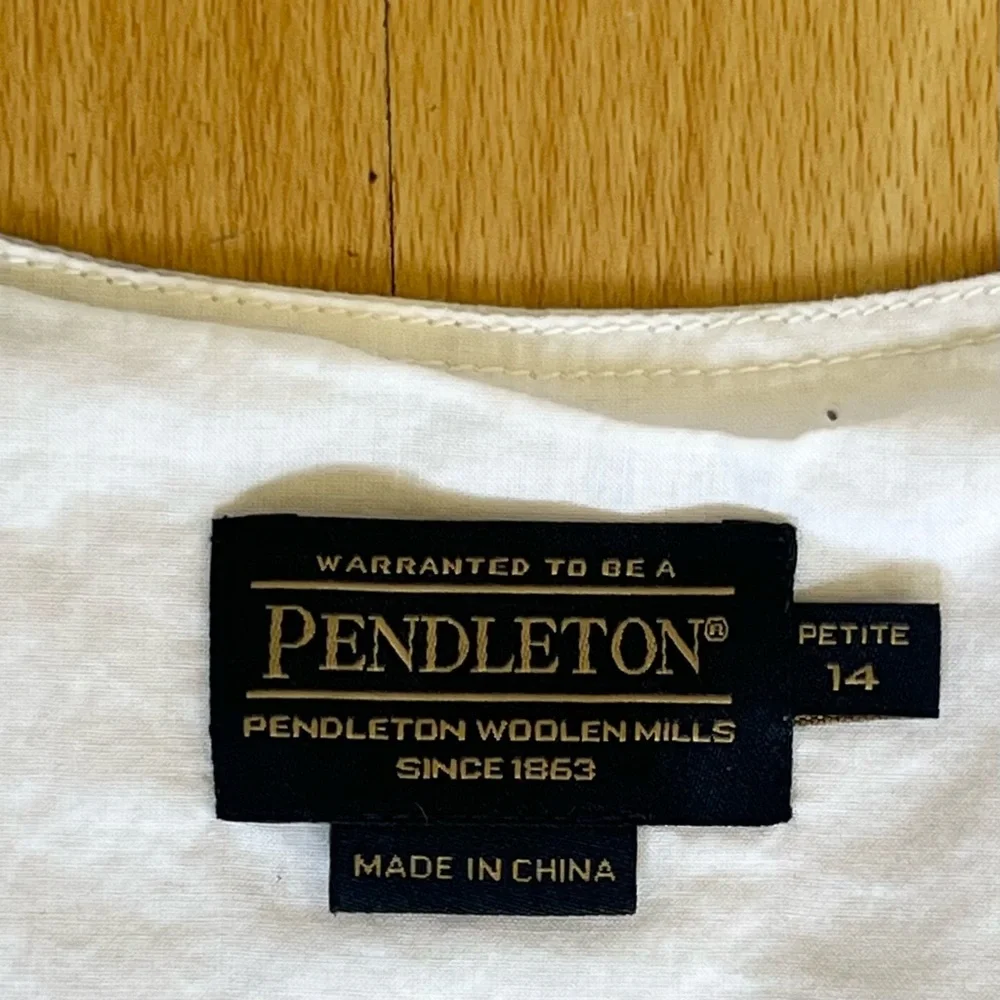 WARRANTED TO BE A
PENDLETON®
PENDLETON WOOLEN MILLS
SINCE 1863
PETITE
14
MADE IN CHINA